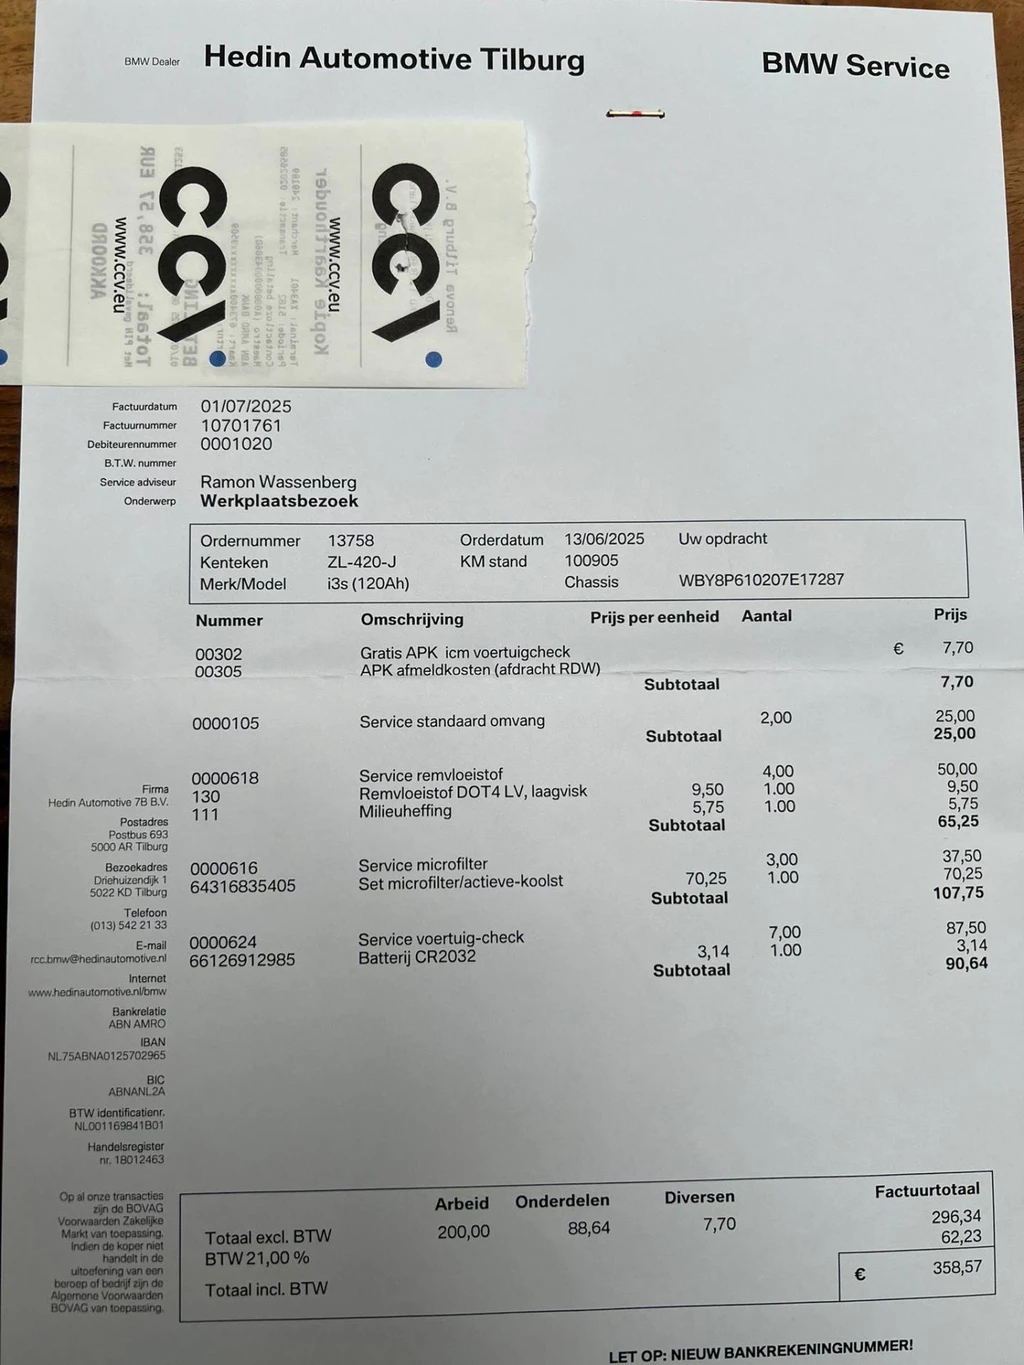 BMW Dealer Hedin Automotive Tilburg BMW Service
ccv
www.ccv.eu
ccv
www.ccv.eu
Renova Tilburg B.V.
Kopie Kaarthouder
Totaal: 358,57 EUR
AKKOORD
Factuurdatum 01/07/2025
Factuurnummer 10701761
Debiteurennummer 0001020
B.T.W. nummer
Service adviseur Ramon Wassenberg
Onderwerp Werkplaatsbezoek
Ordernummer 13758 Orderdatum 13/06/2025 Uw opdracht
Kenteken ZL-420-J KM stand 100905
Merk/Model i3s (120Ah) Chassis WBY8P610207E17287
Nummer Omschrijving Prijs per eenheid Aantal Prijs
00302 Gratis APK icm voertuigcheck € 7,70
00305 APK afmeldkosten (afdracht RDW)
Subtotaal 7,70
0000105 Service standaard omvang 2,00 25,00
Subtotaal 25,00
0000618 Service remvloeistof 4,00 50,00
130 Remvloeistof DOT4 LV, laagvisk 9,50 1.00 9,50
111 Milieuheffing 5,75 1.00 5,75
Subtotaal 65,25
0000616 Service microfilter 3,00 37,50
64316835405 Set microfilter/actieve-koolst 70,25 1.00 70,25
Subtotaal 107,75
0000624 Service voertuig-check 7,00 87,50
66126912985 Batterij CR2032 3,14 1.00 3,14
Subtotaal 90,64
Firma
Hedin Automotive 7B B.V.
Postadres
Postbus 693
5000 AR Tilburg
Bezoekadres
Driehuizendijk 1
5022 KD Tilburg
Telefoon
(013) 542 21 33
E-mail
rcc.bmw@hedinautomotive.nl
Internet
www.hedinautomotive.nl/bmw
Bankrelatie
ABN AMRO
IBAN
NL75ABNA0125702965
BIC
ABNANL2A
BTW identificatienr.
NL001169841B01
Handelsregister
nr. 18012463
Op al onze transacties
zijn de BOVAG
Voorwaarden Zakelijke
Markt van toepassing.
Indien de koper niet
handelt in de
uitoefening van een
beroep of bedrijf zijn de
Algemene Voorwaarden
BOVAG van toepassing.
Arbeid Onderdelen Diversen Factuurtotaal
Totaal excl. BTW 200,00 88,64 7,70 296,34
BTW 21,00 % 62,23
Totaal incl. BTW € 358,57
LET OP: NIEUW BANKREKENINGNUMMER!